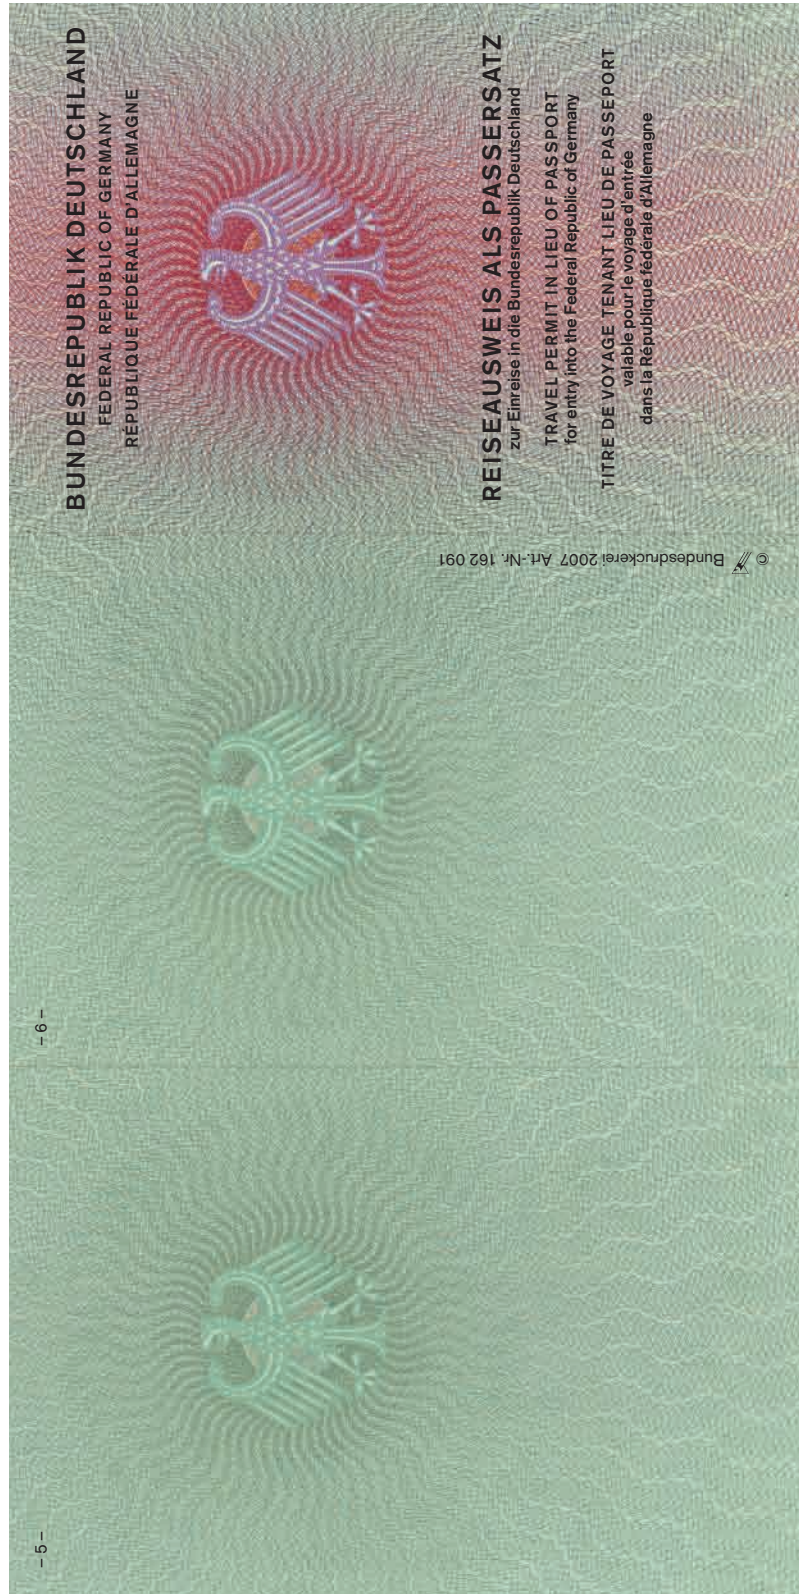 BUNDESREPUBLIK DEUTSCHLAND
FEDERAL REPUBLIC OF GERMANY
RÉPUBLIQUE FÉDÉRALE D'ALLEMAGNE
REISEAUSWEIS ALS PASSERSATZ
zur Einreise in die Bundesrepublik Deutschland
TRAVEL PERMIT IN LIEU OF PASSPORT
for entry into the Federal Republic of Germany
TITRE DE VOYAGE TENANT LIEU DE PASSEPORT
valable pour le voyage d'entrée
dans la République fédérale d'Allemagne
© Bundesdruckerei 2007 Art.-Nr. 162 091
– 6 –
– 5 –